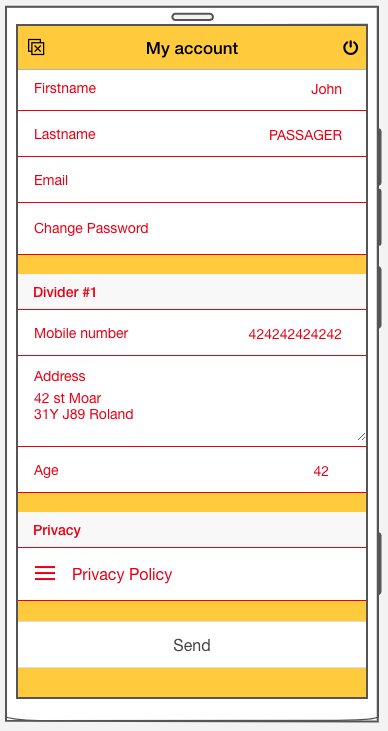 My account
Firstname John
Lastname PASSAGER
Email
Change Password
Divider #1
Mobile number 424242424242
Address
42 st Moar
31Y J89 Roland
Age 42
Privacy
Privacy Policy
Send